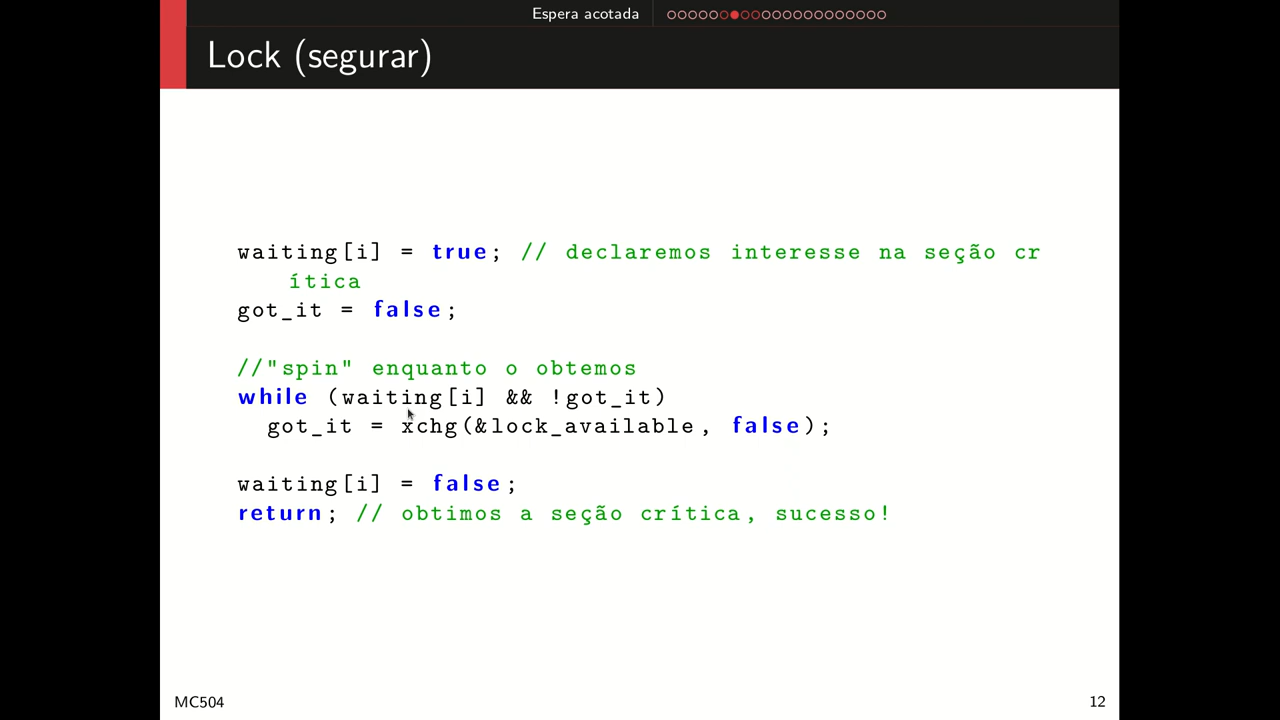 Espera acotada
Lock (segurar)
waiting[i] = true; // declaremos interesse na seção cr
ítica
got_it = false;
//"spin" enquanto o obtemos
while (waiting[i] && !got_it)
got_it = xchg(&lock_available, false);
waiting[i] = false;
return; // obtimos a seção crítica, sucesso!
MC504
12